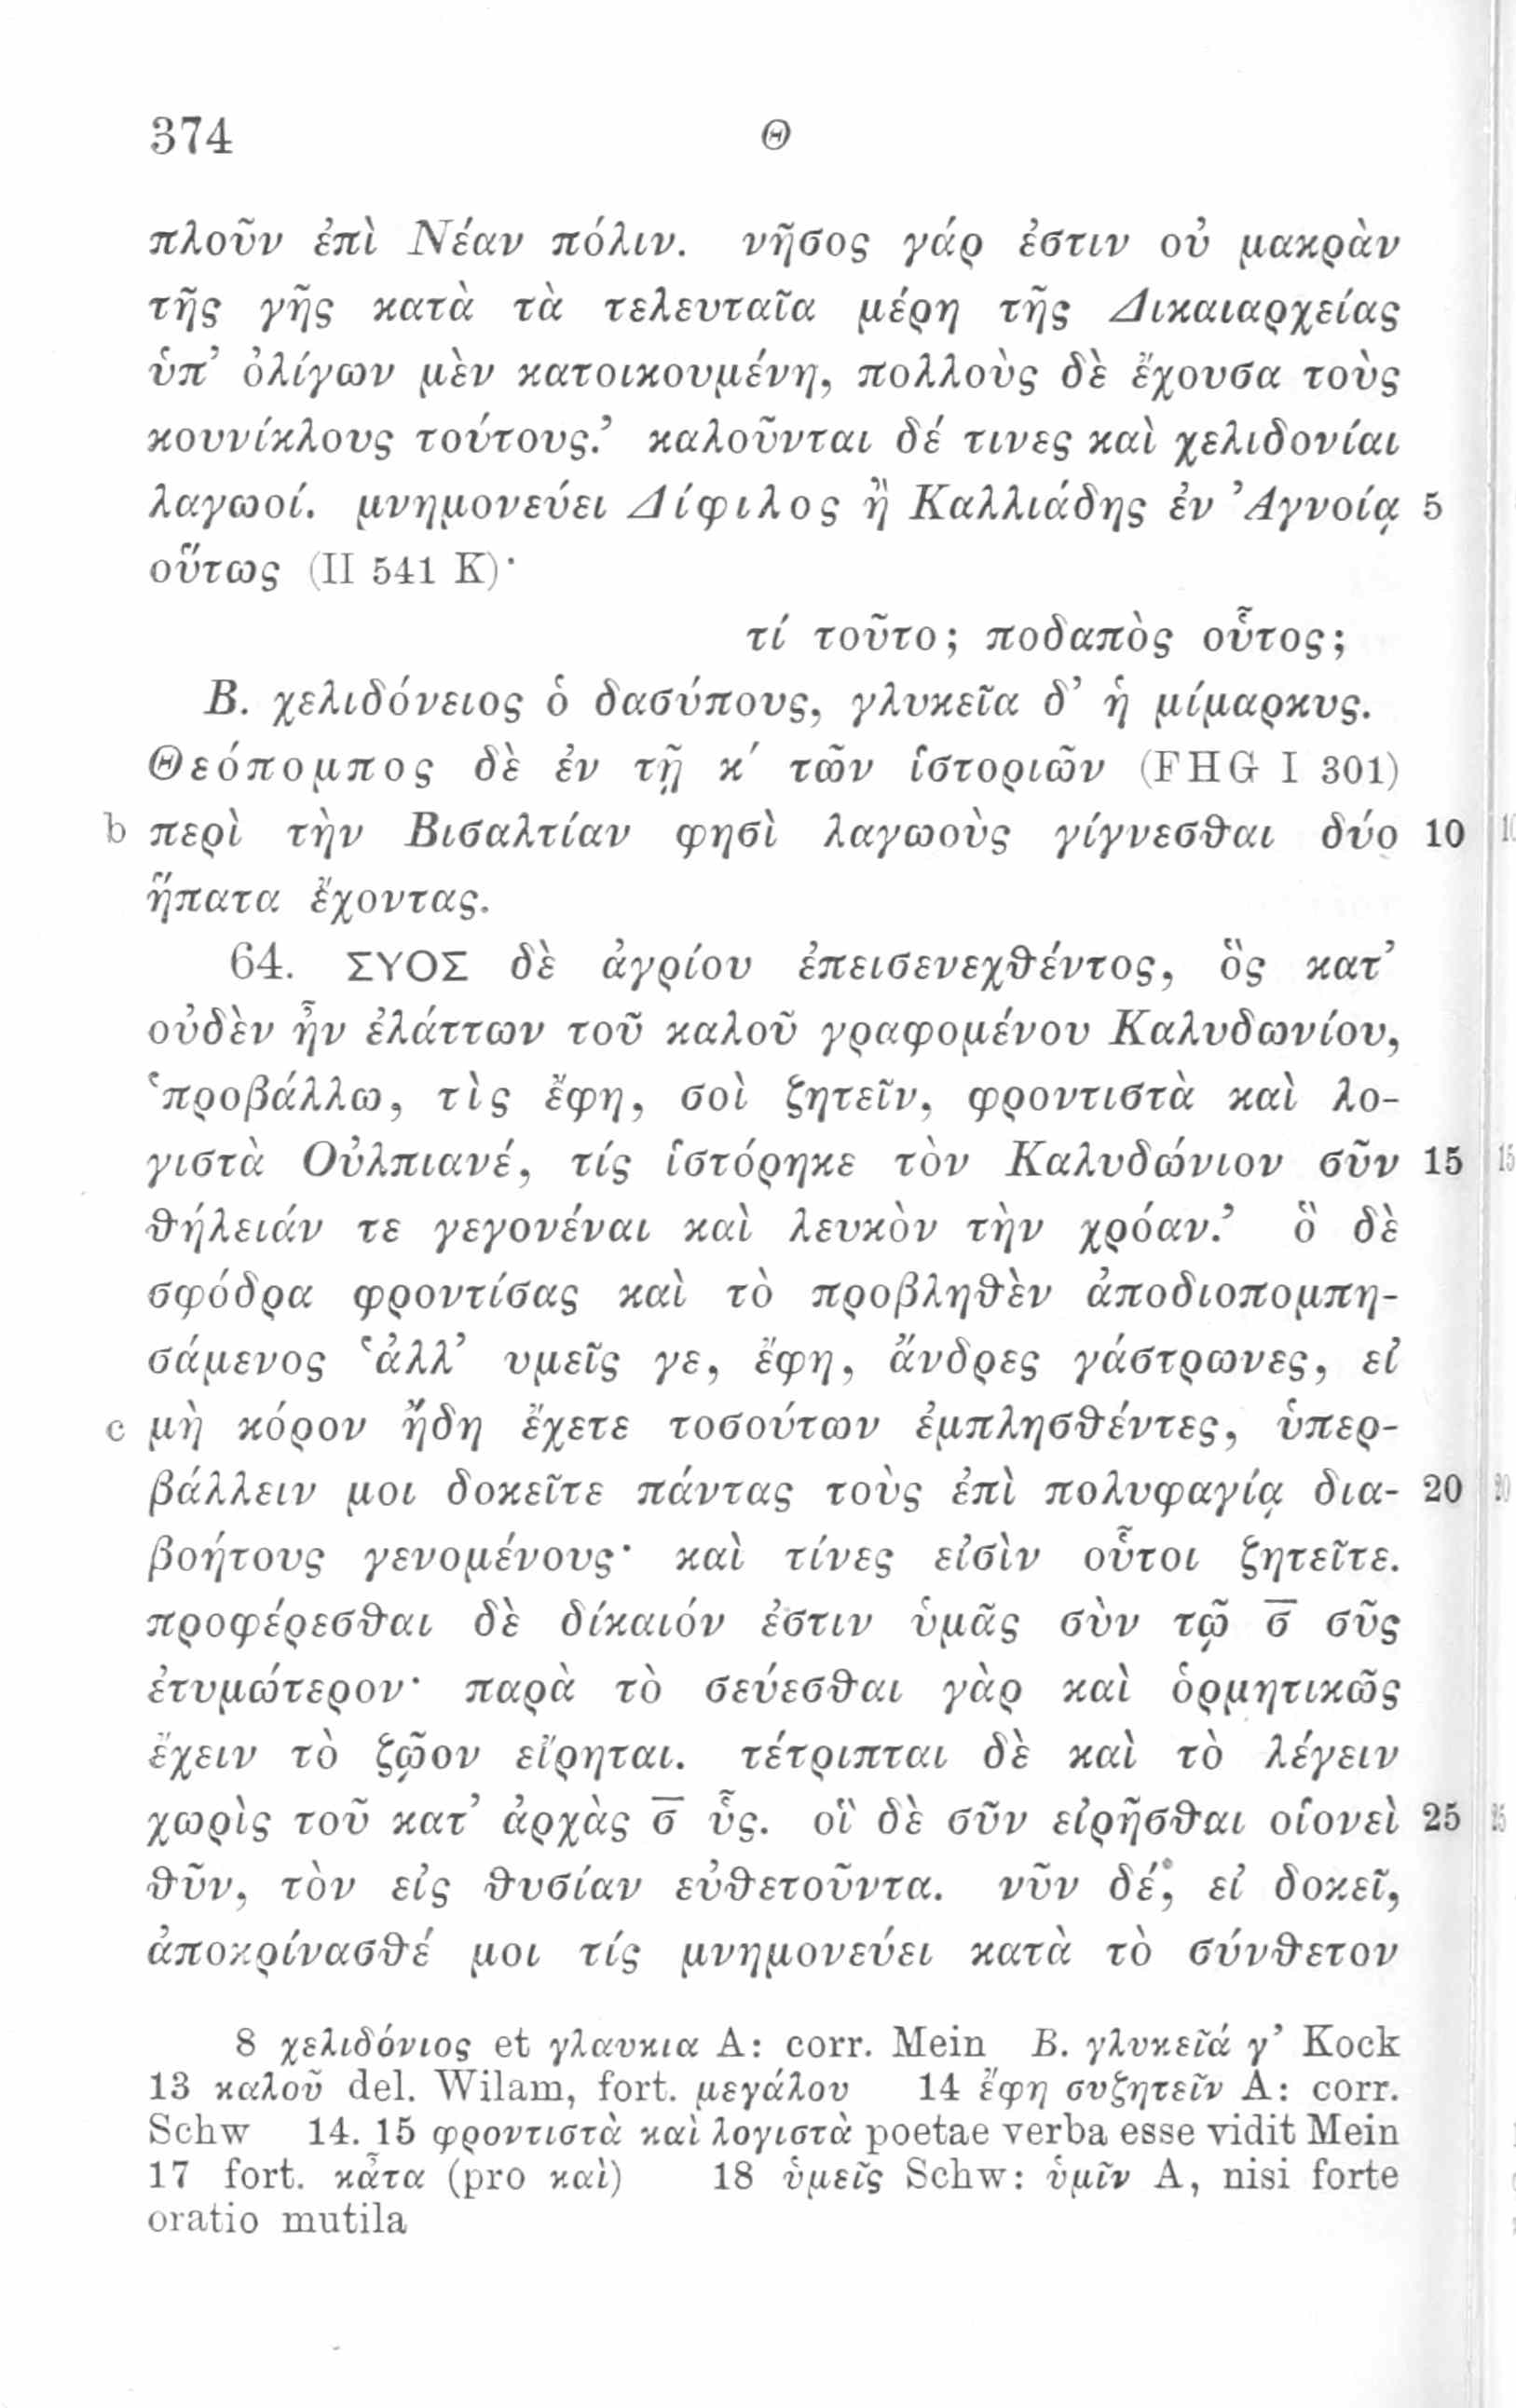 374 Θ
πλοῦν ἐπὶ Νέαν πόλιν. νῆσος γάρ ἐστιν οὐ μακρὰν
τῆς γῆς κατὰ τὰ τελευταῖα μέρη τῆς Δικαιαρχείας
ὑπ’ ὀλίγων μὲν κατοικουμένη, πολλοὺς δὲ ἔχουσα τοὺς
κουνίκλους τούτους.’ καλοῦνται δέ τινες καὶ χελιδονίαι
λαγωοί. μνημονεύει Δίφιλος ἢ Καλλιάδης ἐν Ἀγνοίᾳ 5
οὕτως (II 541 K)·
τί τοῦτο; ποδαπὸς οὗτος;
Β. χελιδόνειος ὁ δασύπους, γλυκεῖα δ’ ἡ μίμαρκυς.
Θεόπομπος δὲ ἐν τῇ κ′ τῶν ἱστοριῶν (FHG I 301)
b περὶ τὴν Βισαλτίαν φησὶ λαγωοὺς γίγνεσθαι δύο 10
ἥπατα ἔχοντας.
64. ΣΥΟΣ δὲ ἀγρίου ἐπεισενεχθέντος, ὃς κατ’
οὐδὲν ἦν ἐλάττων τοῦ καλοῦ γραφομένου Καλυδωνίου,
‘προβάλλω, τὶς ἔφη, σοὶ ζητεῖν, φροντιστὰ καὶ λο-
γιστὰ Οὐλπιανέ, τίς ἱστόρηκε τὸν Καλυδώνιον σῦν 15
θήλειάν τε γεγονέναι καὶ λευκὸν τὴν χρόαν.’ ὃ δὲ
σφόδρα φροντίσας καὶ τὸ προβληθὲν ἀποδιοπομπη-
σάμενος ‘ἀλλ’ υμεῖς γε, ἔφη, ἄνδρες γάστρωνες, εἰ
c μὴ κόρον ἤδη ἔχετε τοσούτων ἐμπλησθέντες, ὑπερ-
βάλλειν μοι δοκεῖτε πάντας τοὺς ἐπὶ πολυφαγίᾳ δια- 20
βοήτους γενομένους· καὶ τίνες εἰσὶν οὗτοι ζητεῖτε.
προφέρεσθαι δὲ δίκαιόν ἐστιν ὑμᾶς σὺν τῷ σ̅ σῦς
ἐτυμώτερον· παρὰ τὸ σεύεσθαι γὰρ καὶ ὁρμητικῶς
ἔχειν τὸ ζῷον εἴρηται. τέτριπται δὲ καὶ τὸ λέγειν
χωρὶς τοῦ κατ’ ἀρχὰς σ̅ ὗς. οἳ δὲ σῦν εἰρῆσθαι οἱονεὶ 25
θῦν, τὸν εἰς θυσίαν εὐθετοῦντα. νῦν δέ, εἰ δοκεῖ,
ἀποκρίνασθέ μοι τίς μνημονεύει κατὰ τὸ σύνθετον
8 χελιδόνιος et γλαυκια A: corr. Mein Β. γλυκεῖά γ’ Kock
13 καλοῦ del. Wilam, fort. μεγάλου 14 ἔφη συζητεῖν A: corr.
Schw 14. 15 φροντιστὰ καὶ λογιστὰ poetae verba esse vidit Mein
17 fort. κᾆτα (pro καὶ) 18 ὑμεῖς Schw: ὑμῖν A, nisi forte
oratio mutila